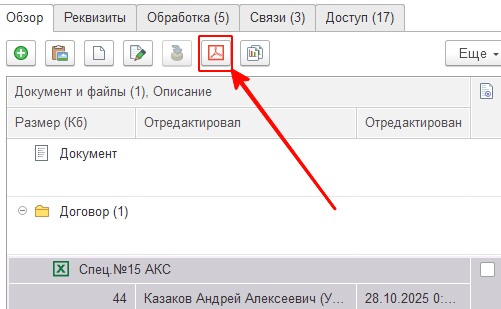 Обзор Реквизиты Обработка (5) Связи (3) Доступ (17)
Еще
Документ и файлы (1), Описание
Размер (Кб) Отредактировал Отредактирован
Документ
Договор (1)
Спец.№15 АКС
44 Казаков Андрей Алексеевич (У... 28.10.2025 0:...